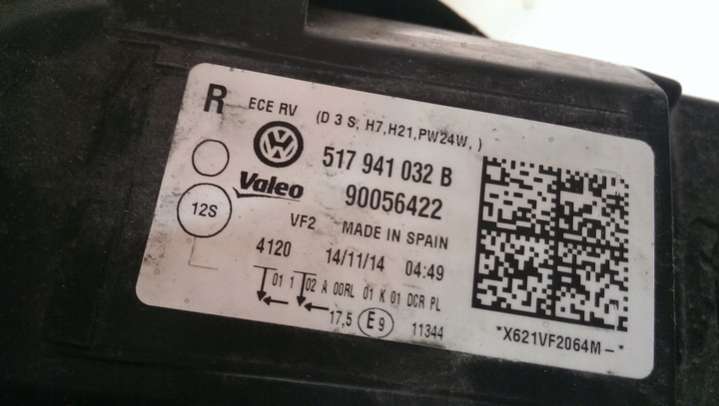 R ECE RV (D 3 S, H7,H21,PW24W, )
517 941 032 B
Valeo 90056422
12S VF2 MADE IN SPAIN
4120 14/11/14 04:49
01 1 02 A 00RL 01 K 01 DCR PL
17,5 E9 11344
*X621VF2064M-*